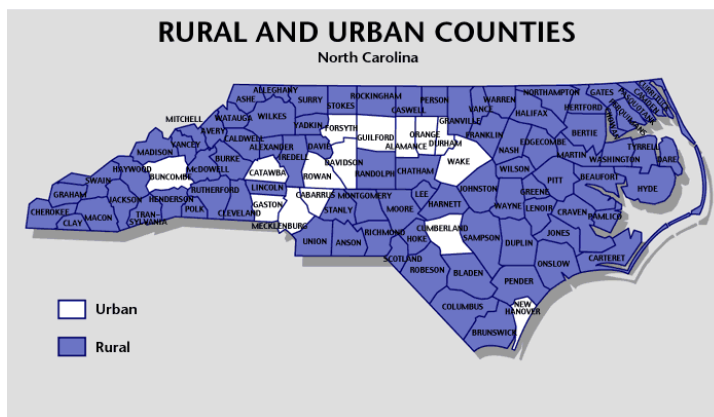 RURAL AND URBAN COUNTIES
North Carolina
ALLEGHANY
ASHE
SURRY
STOKES
ROCKINGHAM
CASWELL
PERSON
GRANVILLE
VANCE
WARREN
NORTHAMPTON
GATES
HERTFORD
HALIFAX
CAMDEN
PASQUOTANK
PERQUIMANS
MITCHELL
WATAUGA
WILKES
YADKIN
FORSYTH
GUILFORD
ALAMANCE
ORANGE
DURHAM
FRANKLIN
NASH
EDGECOMBE
BERTIE
AVERY
YANCEY
CALDWELL
ALEXANDER
IREDELL
DAVIE
DAVIDSON
RANDOLPH
CHATHAM
WAKE
WILSON
MARTIN
WASHINGTON
TYRRELL
DARE
MADISON
BUNCOMBE
McDOWELL
BURKE
CATAWBA
ROWAN
HAYWOOD
SWAIN
GRAHAM
JACKSON
HENDERSON
RUTHERFORD
LINCOLN
CABARRUS
MONTGOMERY
LEE
HARNETT
JOHNSTON
GREENE
PITT
BEAUFORT
HYDE
CHEROKEE
CLAY
MACON
TRAN-
SYLVANIA
POLK
CLEVELAND
GASTON
MECKLENBURG
STANLY
MOORE
CUMBERLAND
WAYNE
LENOIR
CRAVEN
PAMLICO
UNION
ANSON
RICHMOND
HOKE
SCOTLAND
SAMPSON
DUPLIN
JONES
ONSLOW
CARTERET
ROBESON
BLADEN
PENDER
COLUMBUS
NEW
HANOVER
BRUNSWICK
Urban
Rural